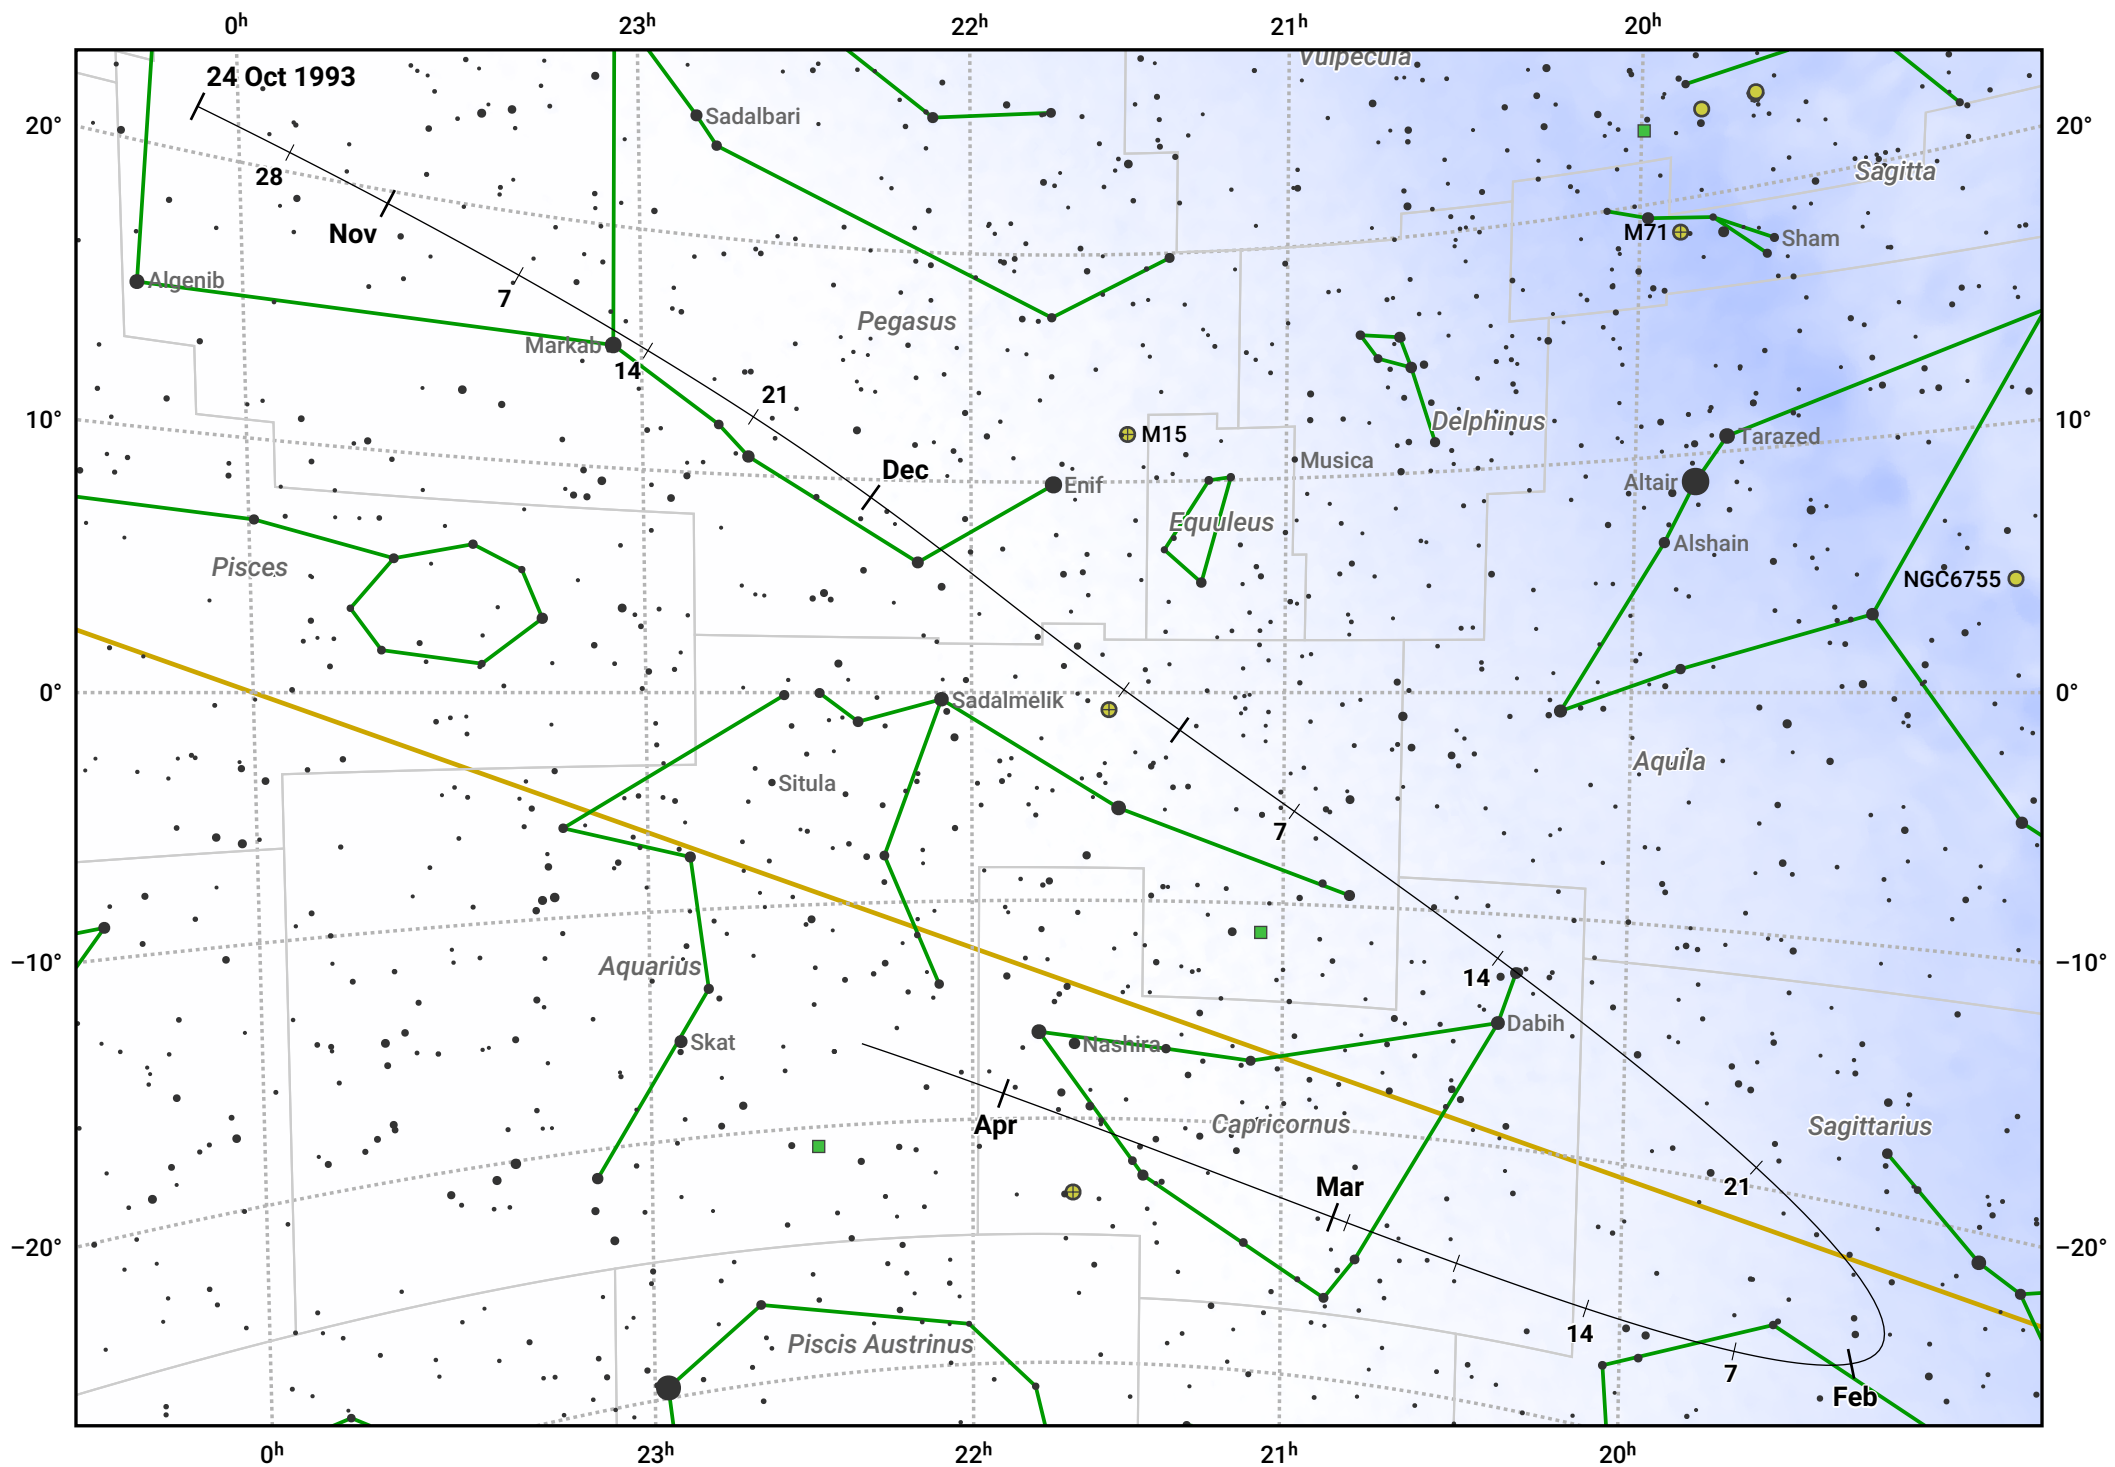 0ʰ 23ʰ 22ʰ 21ʰ 20ʰ
Vulpecula
24 Oct 1993
20° Sadalbari 20°
Sagitta
28
Nov M71 Sham
Algenib
7
Pegasus
Markab
14
21
10° Delphinus 10°
M15 Tarazed
Musica
Dec
Enif Altair
Equuleus
Alshain
Pisces
NGC6755
0° Sadalmelik 0°
Aquila
Situla
7
−10° Aquarius 14 −10°
Dabih
Skat Nashira
Apr Capricornus Sagittarius
Mar 21
−20° −20°
14
Piscis Austrinus
7
Feb
0ʰ 23ʰ 22ʰ 21ʰ 20ʰ